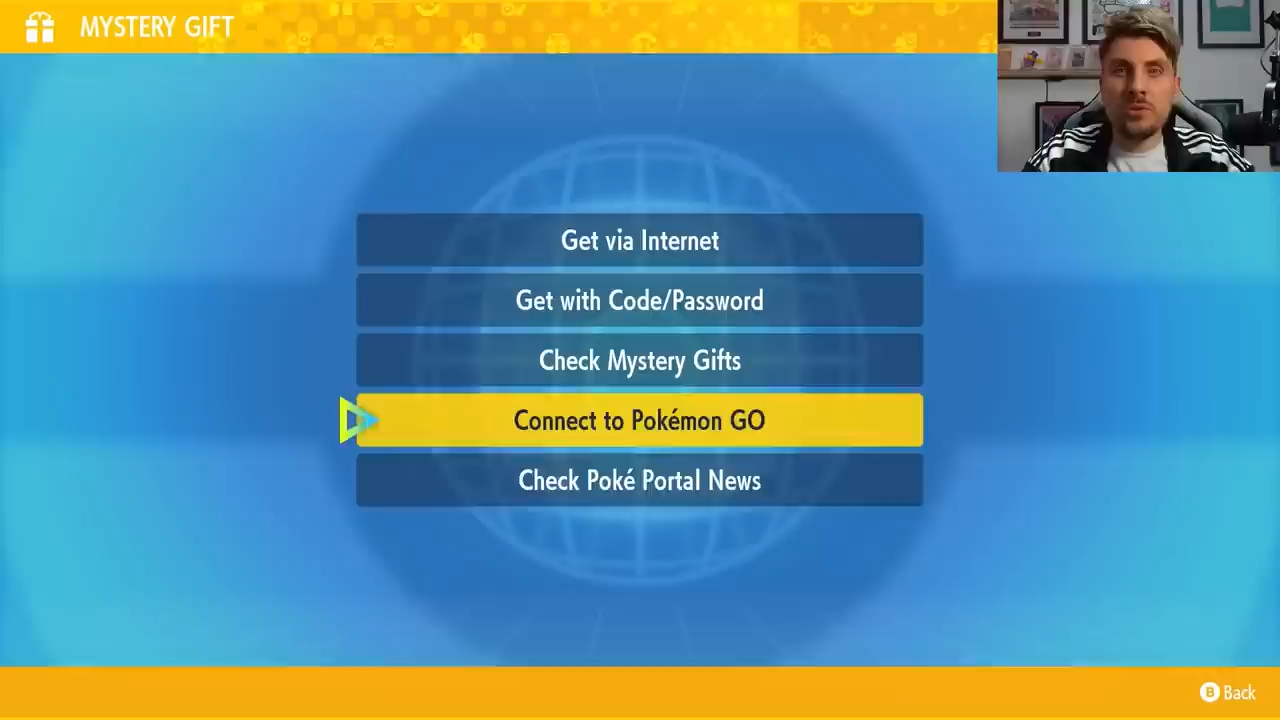 MYSTERY GIFT
Get via Internet
Get with Code/Password
Check Mystery Gifts
Connect to Pokémon GO
Check Poké Portal News
B Back